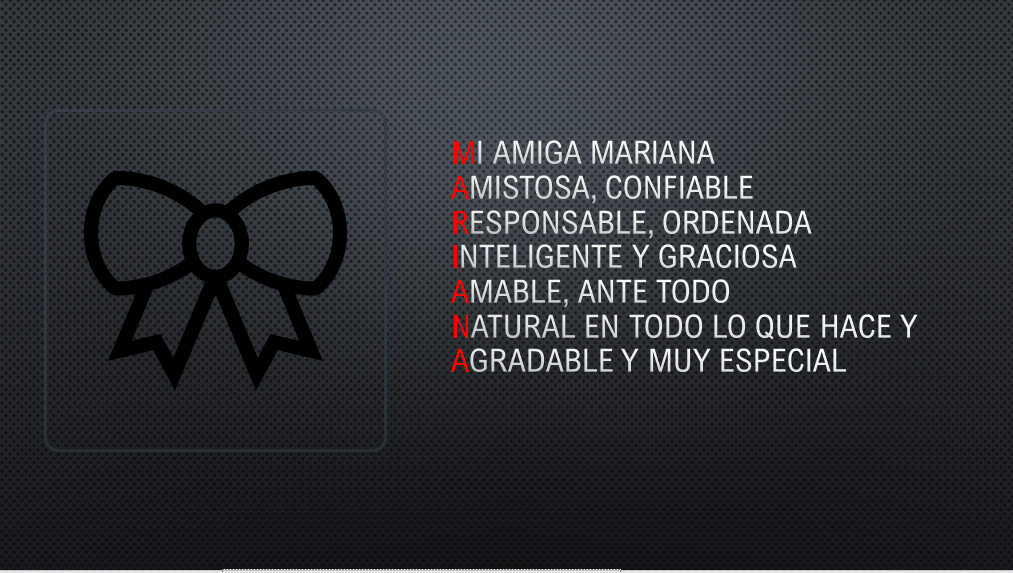 MI AMIGA MARIANA
AMISTOSA, CONFIABLE
RESPONSABLE, ORDENADA
INTELIGENTE Y GRACIOSA
AMABLE, ANTE TODO
NATURAL EN TODO LO QUE HACE Y
AGRADABLE Y MUY ESPECIAL